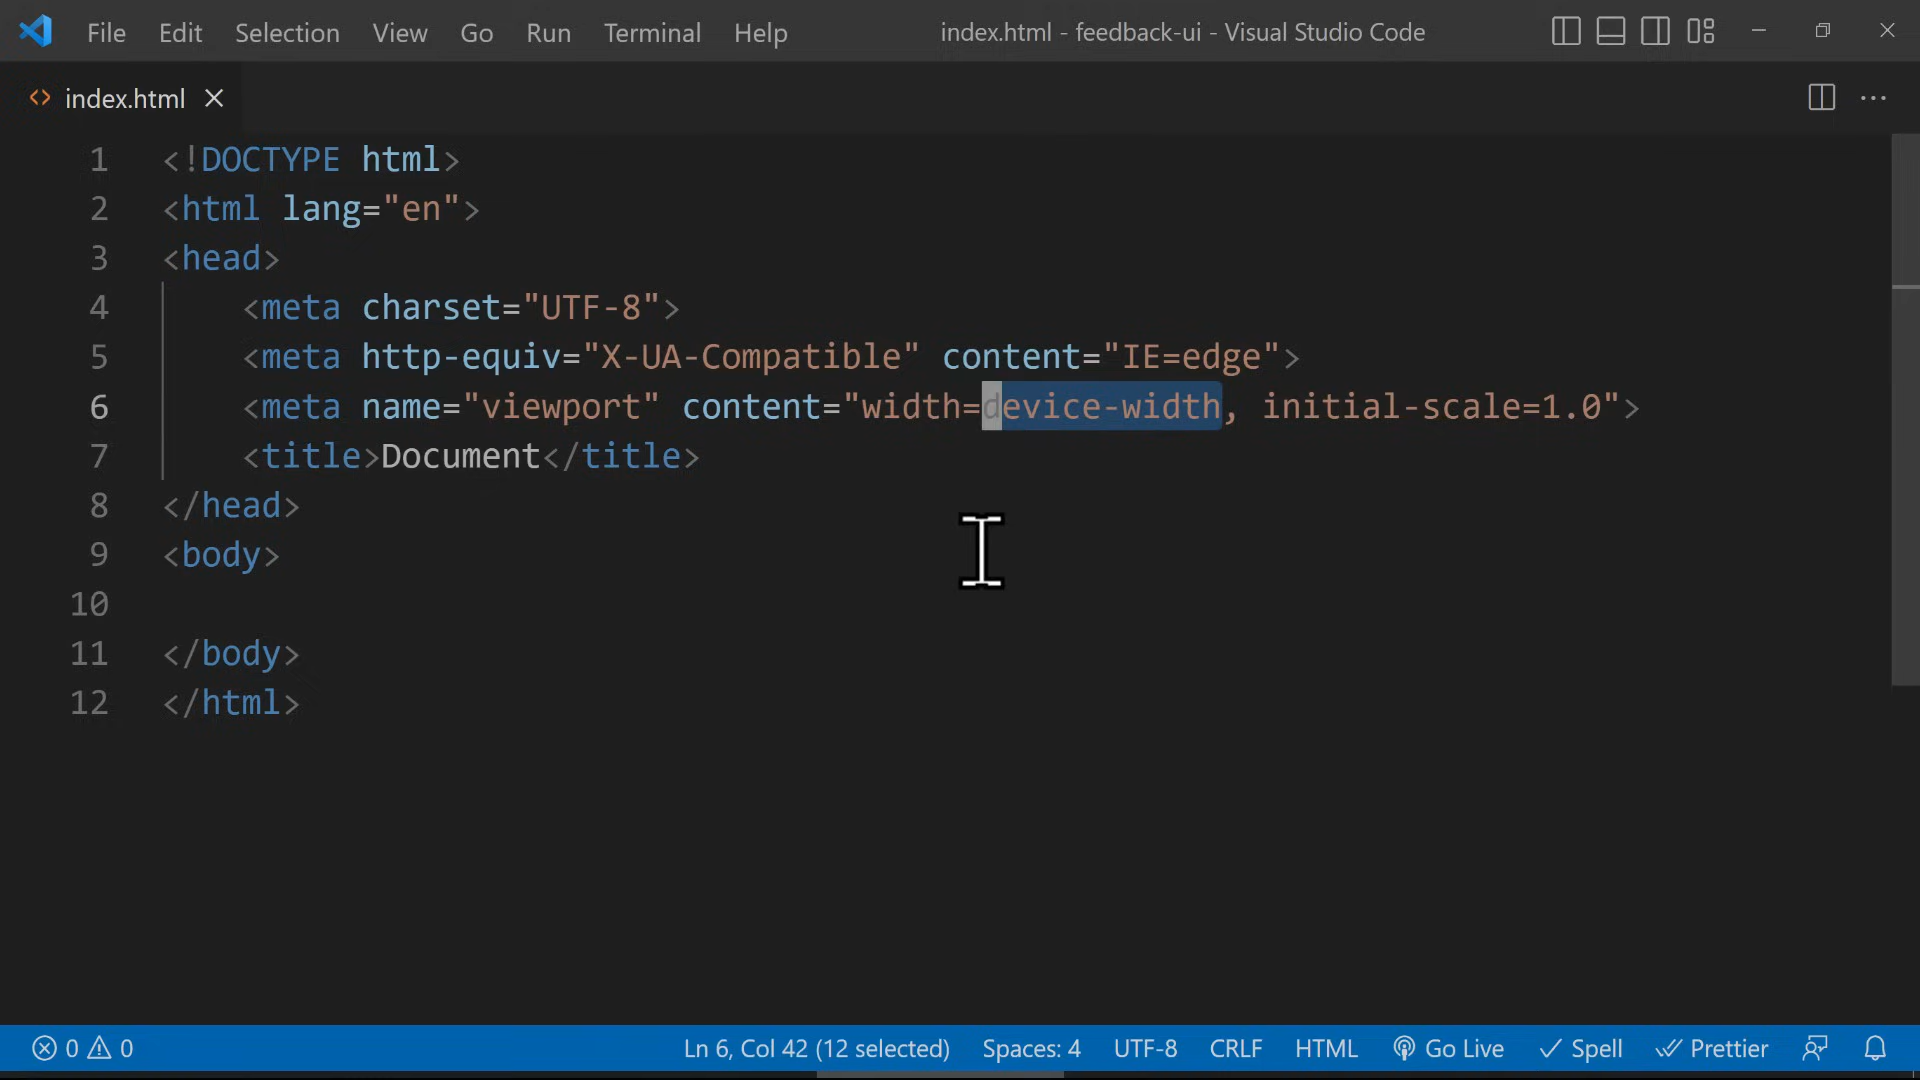 File Edit Selection View Go Run Terminal Help index.html - feedback-ui - Visual Studio Code
index.html
1 <!DOCTYPE html>
2 <html lang="en">
3 <head>
4 <meta charset="UTF-8">
5 <meta http-equiv="X-UA-Compatible" content="IE=edge">
6 <meta name="viewport" content="width=device-width, initial-scale=1.0">
7 <title>Document</title>
8 </head>
9 <body>
10
11 </body>
12 </html>
0 0 Ln 6, Col 42 (12 selected) Spaces: 4 UTF-8 CRLF HTML Go Live Spell Prettier